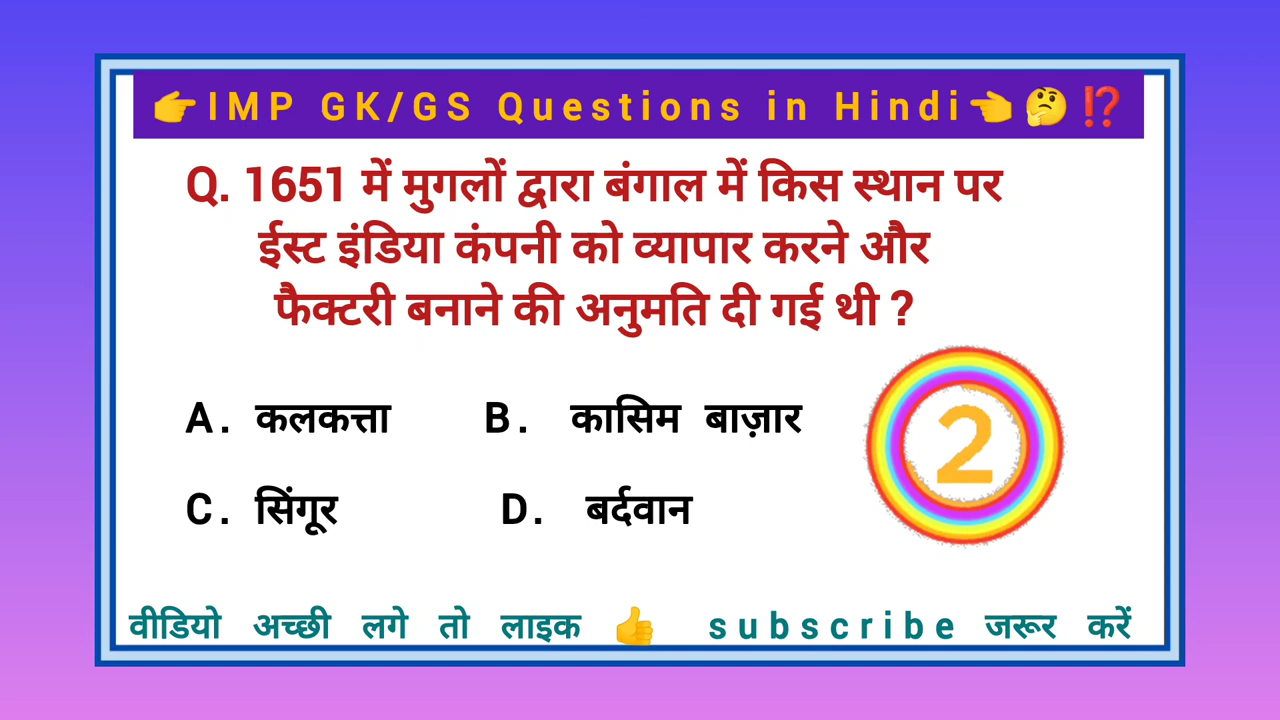 👉IMP GK/GS Questions in Hindi👈🤔⁉️
Q. 1651 में मुगलों द्वारा बंगाल में किस स्थान पर
ईस्ट इंडिया कंपनी को व्यापार करने और
फैक्टरी बनाने की अनुमति दी गई थी ?
A. कलकत्ता B. कासिम बाज़ार
2
C. सिंगूर D. बर्दवान
वीडियो अच्छी लगे तो लाइक 👍 subscribe जरूर करें